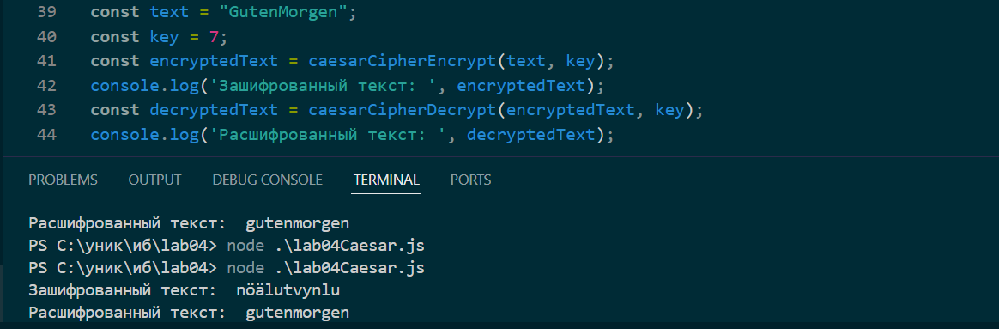 39 const text = "GutenMorgen";
40 const key = 7;
41 const encryptedText = caesarCipherEncrypt(text, key);
42 console.log('Зашифрованный текст: ', encryptedText);
43 const decryptedText = caesarCipherDecrypt(encryptedText, key);
44 console.log('Расшифрованный текст: ', decryptedText);
PROBLEMS OUTPUT DEBUG CONSOLE TERMINAL PORTS
Расшифрованный текст:  gutenmorgen
PS C:\уник\иб\lab04> node .\lab04Caesar.js
PS C:\уник\иб\lab04> node .\lab04Caesar.js
Зашифрованный текст:  nöälutvynlu
Расшифрованный текст:  gutenmorgen